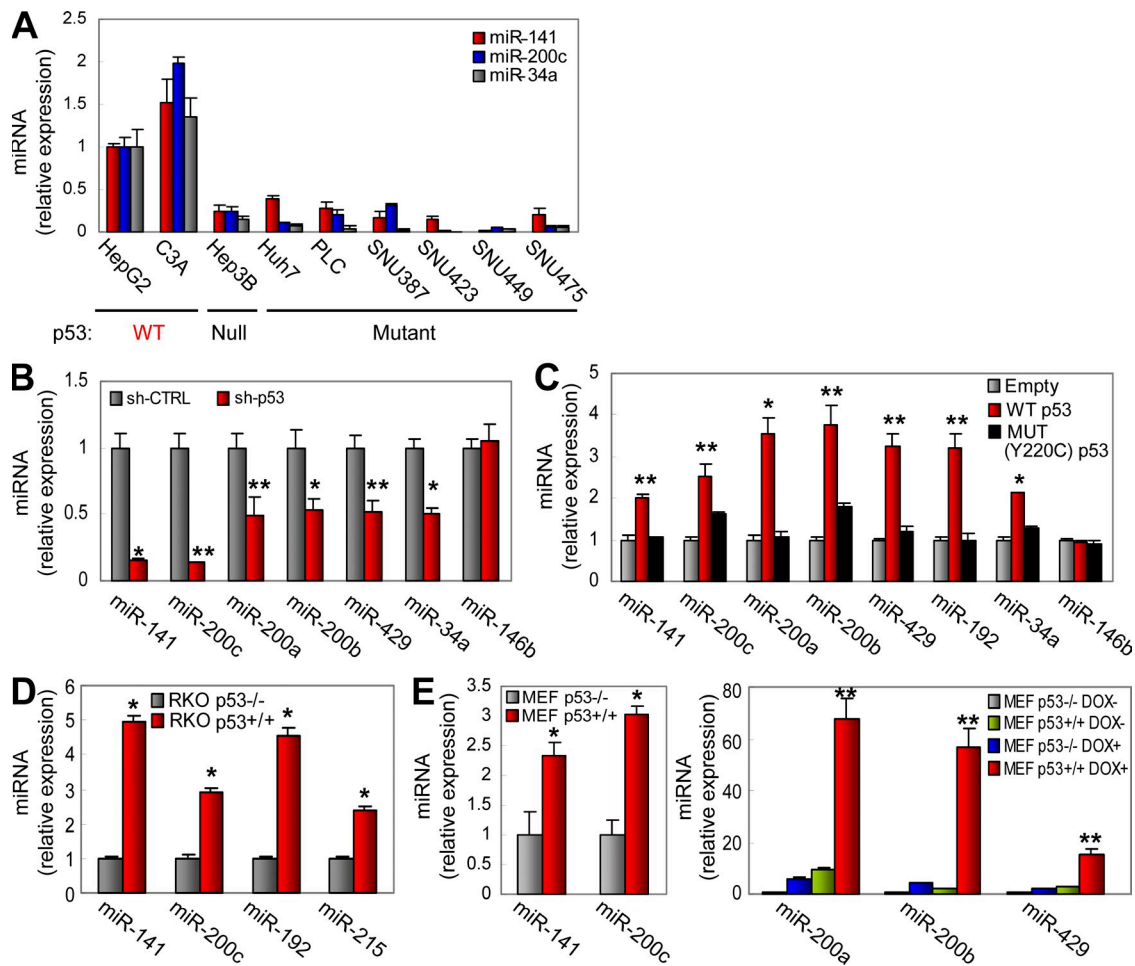 A
miRNA
(relative expression)
2.5
2
1.5
1
0.5
0
miR-141
miR-200c
miR-34a
HepG2
C3A
Hep3B
Huh7
PLC
SNU387
SNU423
SNU449
SNU475
p53: WT Null Mutant
B
miRNA
(relative expression)
1.5
1
0.5
0
sh-CTRL sh-p53
* ** ** * ** *
miR-141
miR-200c
miR-200a
miR-200b
miR-429
miR-34a
miR-146b
C
miRNA
(relative expression)
5
4
3
2
1
0
Empty
WT p53
MUT
(Y220C) p53
** ** * ** ** ** *
miR-141
miR-200c
miR-200a
miR-200b
miR-429
miR-192
miR-34a
miR-146b
D
miRNA
(relative expression)
6
5
4
3
2
1
0
RKO p53-/-
RKO p53+/+
* * * *
miR-141
miR-200c
miR-192
miR-215
E
miRNA
(relative expression)
3.5
3
2.5
2
1.5
1
0.5
0
MEF p53-/-
MEF p53+/+
* *
miR-141
miR-200c
miRNA
(relative expression)
80
60
40
20
0
MEF p53-/- DOX-
MEF p53+/+ DOX-
MEF p53-/- DOX+
MEF p53+/+ DOX+
** ** **
miR-200a
miR-200b
miR-429